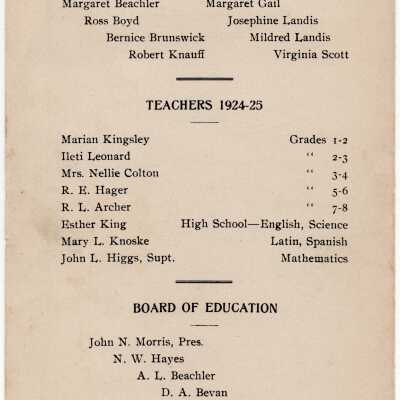 Margaret Beachler Margaret Gail
Ross Boyd Josephine Landis
Bernice Brunswick Mildred Landis
Robert Knauff Virginia Scott
TEACHERS 1924-25
Marian Kingsley Grades 1-2
Ileti Leonard “ 2-3
Mrs. Nellie Colton “ 3-4
R. E. Hager “ 5-6
R. L. Archer “ 7-8
Esther King High School—English, Science
Mary L. Knoske Latin, Spanish
John L. Higgs, Supt. Mathematics
BOARD OF EDUCATION
John N. Morris, Pres.
N. W. Hayes
A. L. Beachler
D. A. Bevan